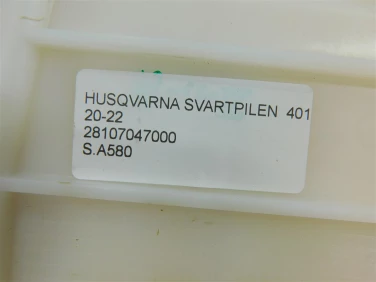 HUSQVARNA SVARTPILEN 401
20-22
28107047000
S.A580